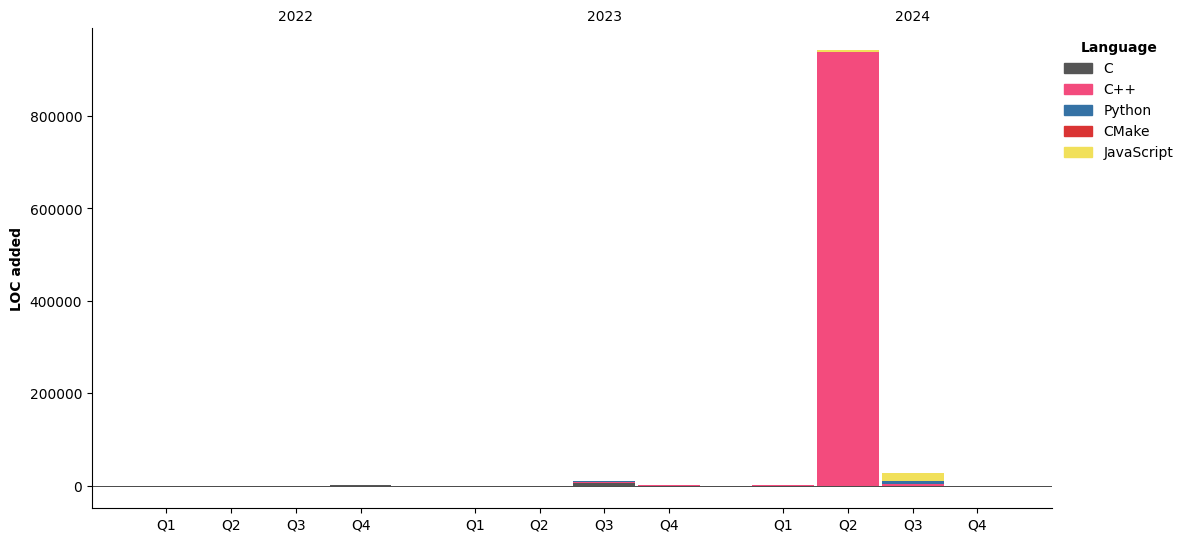 2022 2023 2024
Language
C
C++
Python
CMake
JavaScript
LOC added
800000
600000
400000
200000
0
Q1 Q2 Q3 Q4 Q1 Q2 Q3 Q4 Q1 Q2 Q3 Q4